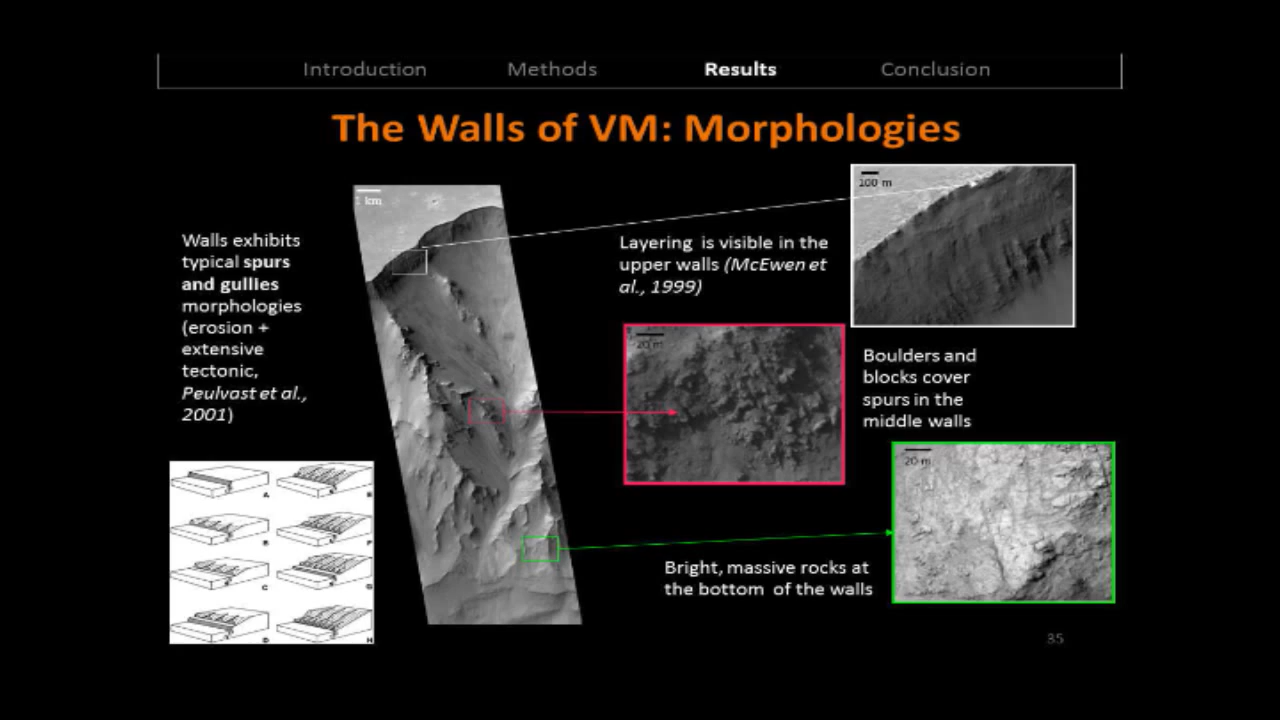 Introduction Methods Results Conclusion
The Walls of VM: Morphologies
1 km
100 m
Walls exhibits
typical spurs
and gullies
morphologies
(erosion +
extensive
tectonic,
Peulvast et al.,
2001)
Layering is visible in the
upper walls (McEwen et
al., 1999)
20 m
Boulders and
blocks cover
spurs in the
middle walls
20 m
Bright, massive rocks at
the bottom of the walls
A
C
D
H
35